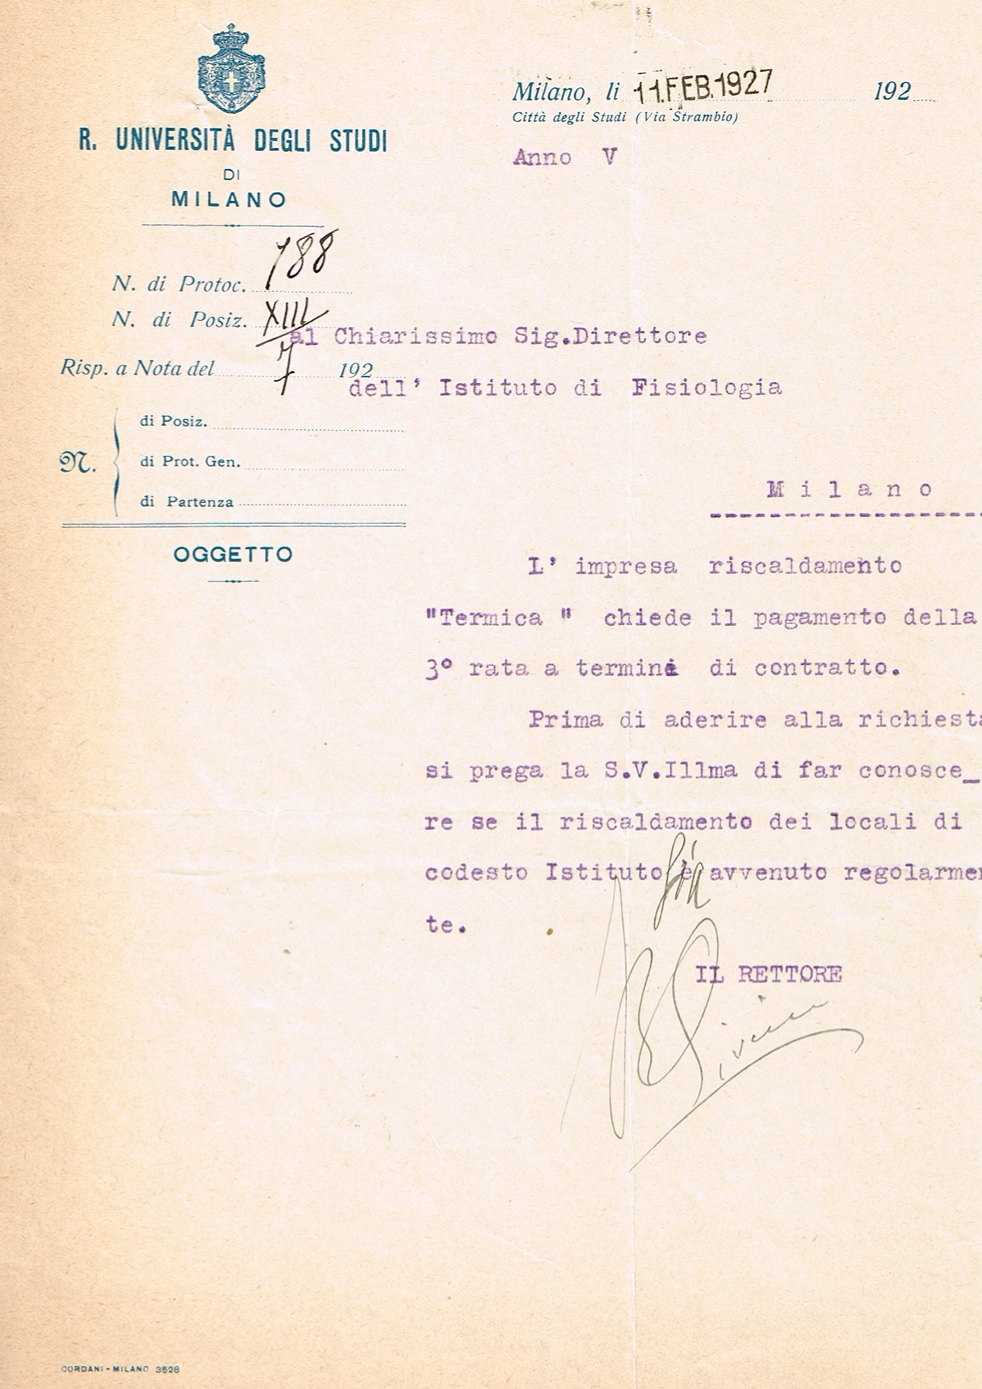 R. UNIVERSITÀ DEGLI STUDI
DI
MILANO
Milano, li 11.FEB.1927 192
Città degli Studi (Via Strambio)
Anno V
N. di Protoc. 788
N. di Posiz. XIII
7
al Chiarissimo Sig.Direttore
Risp. a Nota del 192
dell' Istituto di Fisiologia
N.
di Posiz.
di Prot. Gen.
di Partenza
Milano
OGGETTO
L' impresa riscaldamento
"Termica " chiede il pagamento della
3° rata a termini di contratto.
Prima di aderire alla richiesta
si prega la S.V.Illma di far conosce_
re se il riscaldamento dei locali di
codesto Istituto sia avvenuto regolarmen
te.
IL RETTORE
CORDANI - MILANO 3528